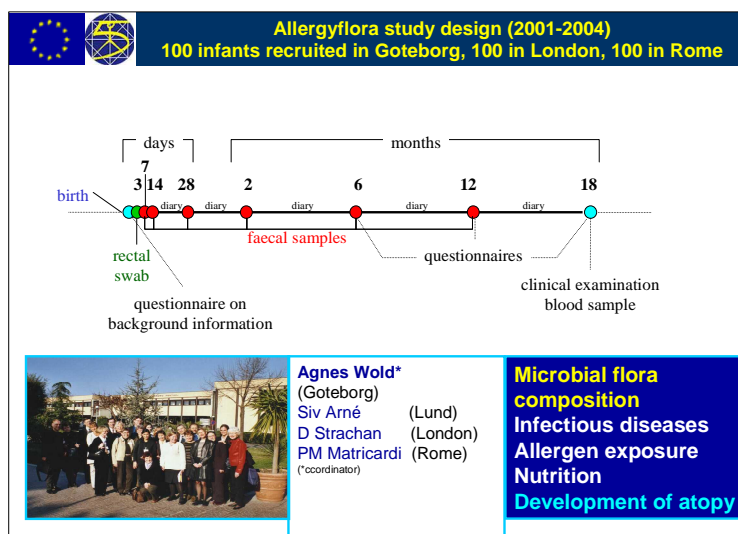 Allergyflora study design (2001-2004)
100 infants recruited in Goteborg, 100 in London, 100 in Rome
days
months
7
3 14 28 2 6 12 18
birth
diary diary diary diary diary
faecal samples
rectal
swab
questionnaires
questionnaire on
background information
clinical examination
blood sample
Agnes Wold*
(Goteborg)
Siv Arné (Lund)
D Strachan (London)
PM Matricardi (Rome)
(*ccordinator)
Microbial flora
composition
Infectious diseases
Allergen exposure
Nutrition
Development of atopy